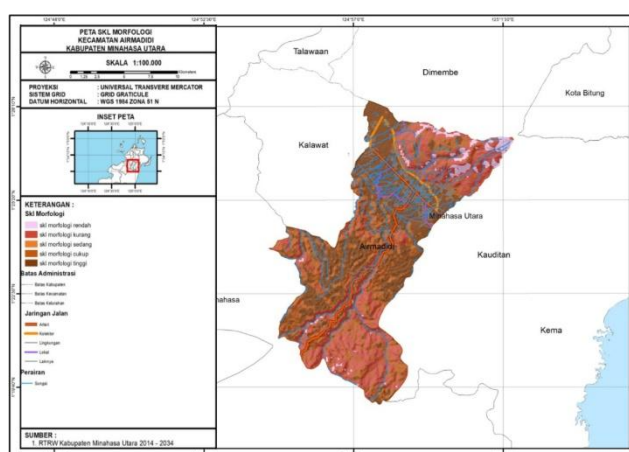 PETA SKL MORFOLOGI
KECAMATAN AIRMADIDI
KABUPATEN MINAHASA UTARA
SKALA 1:100.000
PROYEKSI : UNIVERSAL TRANSVERE MERCATOR
SISTEM GRID : GRID GRATICULE
DATUM HORIZONTAL : WGS 1984 ZONA 51 N
INSET PETA
KETERANGAN :
Skl Morfologi
skl morfologi rendah
skl morfologi kurang
skl morfologi sedang
skl morfologi cukup
skl morfologi tinggi
Batas Administrasi
Batas Kabupaten
Batas Kecamatan
Batas Kelurahan
Jaringan Jalan
Arteri
Kolektor
Lingkungan
Lokal
Lainnya
Perairan
Sungai
SUMBER :
1. RTRW Kabupaten Minahasa Utara 2014 - 2034
Talawaan
Dimembe
Kota Bitung
Kalawat
Minahasa Utara
Airmadidi
Kauditan
nahasa
Kema